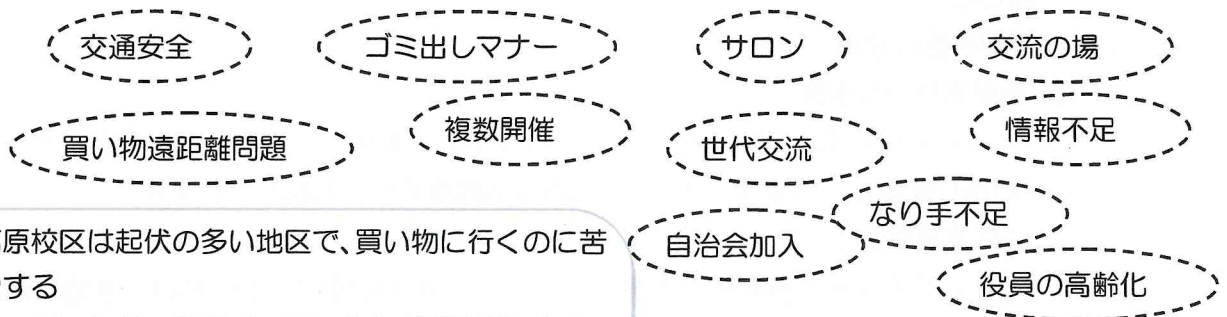 交通安全
ゴミ出しマナー
サロン
交流の場
買い物遠距離問題
複数開催
世代交流
情報不足
なり手不足
自治会加入
役員の高齢化
原校区は起伏の多い地区で、買い物に行くのに苦
する